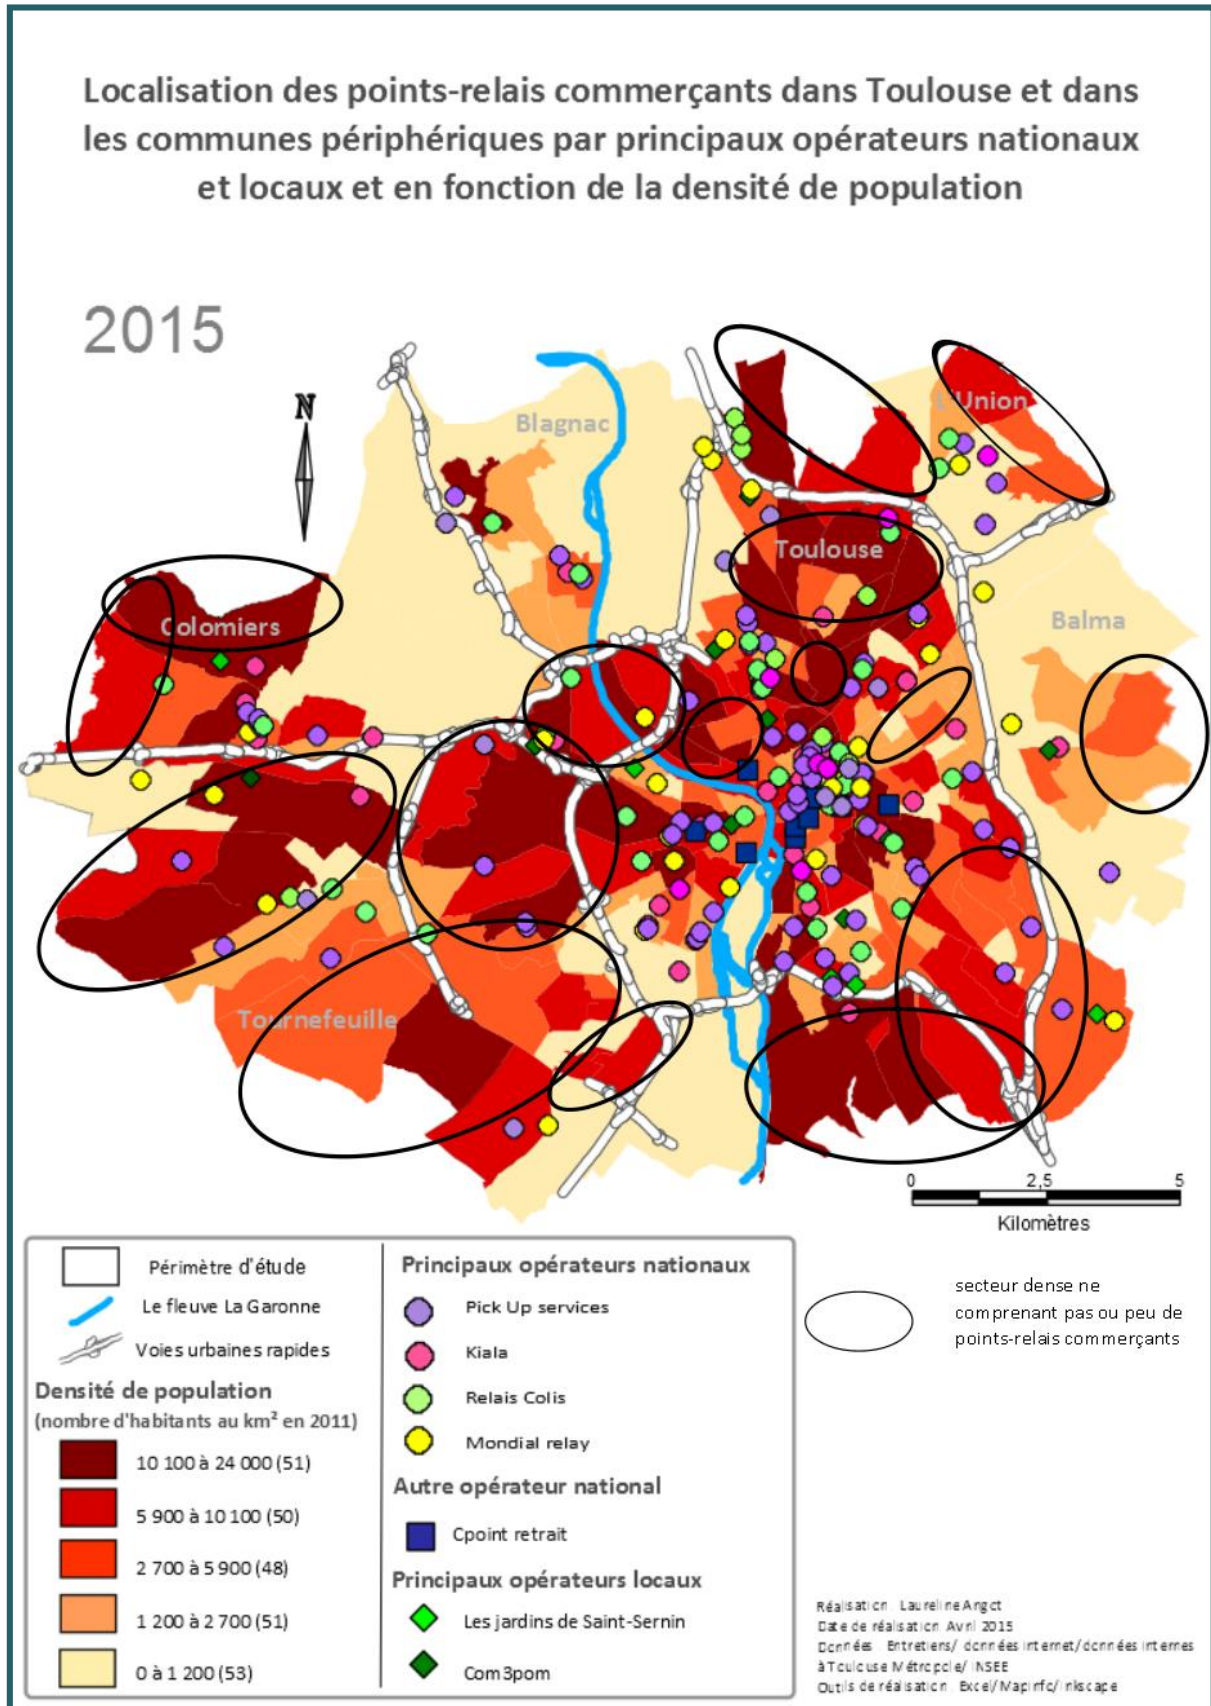 Localisation des points-relais commerçants dans Toulouse et dans
les communes périphériques par principaux opérateurs nationaux
et locaux et en fonction de la densité de population
2015
N
Blagnac
L'Union
Toulouse
Colomiers
Balma
Tournefeuille
0 2,5 5
Kilomètres
Périmètre d'étude
Le fleuve La Garonne
Voies urbaines rapides
Densité de population
(nombre d'habitants au km² en 2011)
10 100 à 24 000 (51)
5 900 à 10 100 (50)
2 700 à 5 900 (48)
1 200 à 2 700 (51)
0 à 1 200 (53)
Principaux opérateurs nationaux
Pick Up services
Kiala
Relais Colis
Mondial relay
Autre opérateur national
Cpoint retrait
Principaux opérateurs locaux
Les jardins de Saint-Sernin
Com3pom
secteur dense ne
comprenant pas ou peu de
points-relais commerçants
Réalisation Laureline Angot
Date de réalisation Avril 2015
Données Entretiers/ données internet/données internes
à Toulouse Métropole/ INSEE
Outils de réalisation Excel/Mapinfo/Inkscape